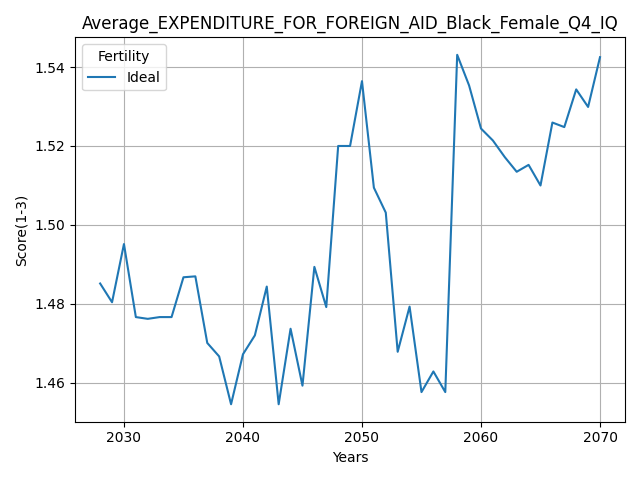 Average_EXPENDITURE_FOR_FOREIGN_AID_Black_Female_Q4_IQ
Fertility
Ideal
1.54
1.52
1.50
1.48
1.46
Score(1-3)
2030 2040 2050 2060 2070
Years